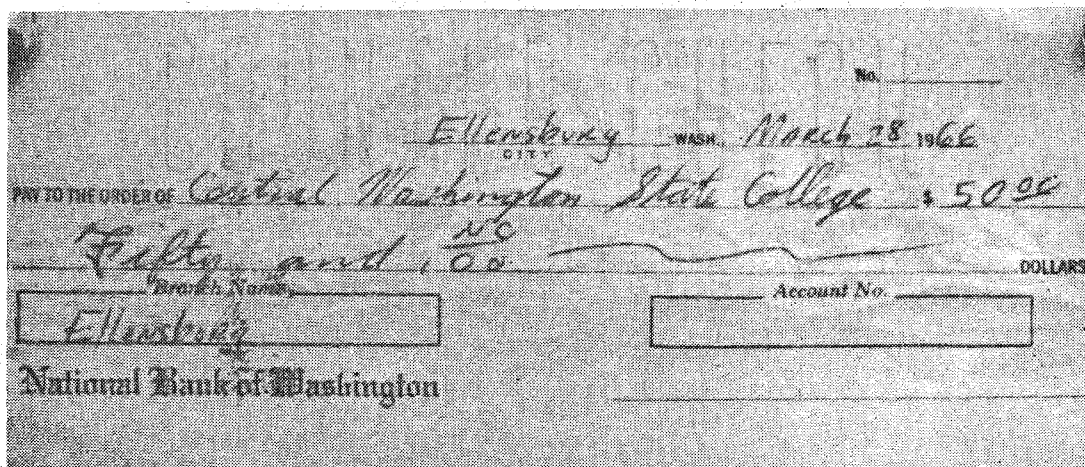 No.
Ellensburg WASH., March 28 1966
CITY
PAY TO THE ORDER OF Central Washington State College $ 50 00
Fifty and no/00 DOLLARS
Branch Name Account No.
Ellensburg
National Bank of Washington